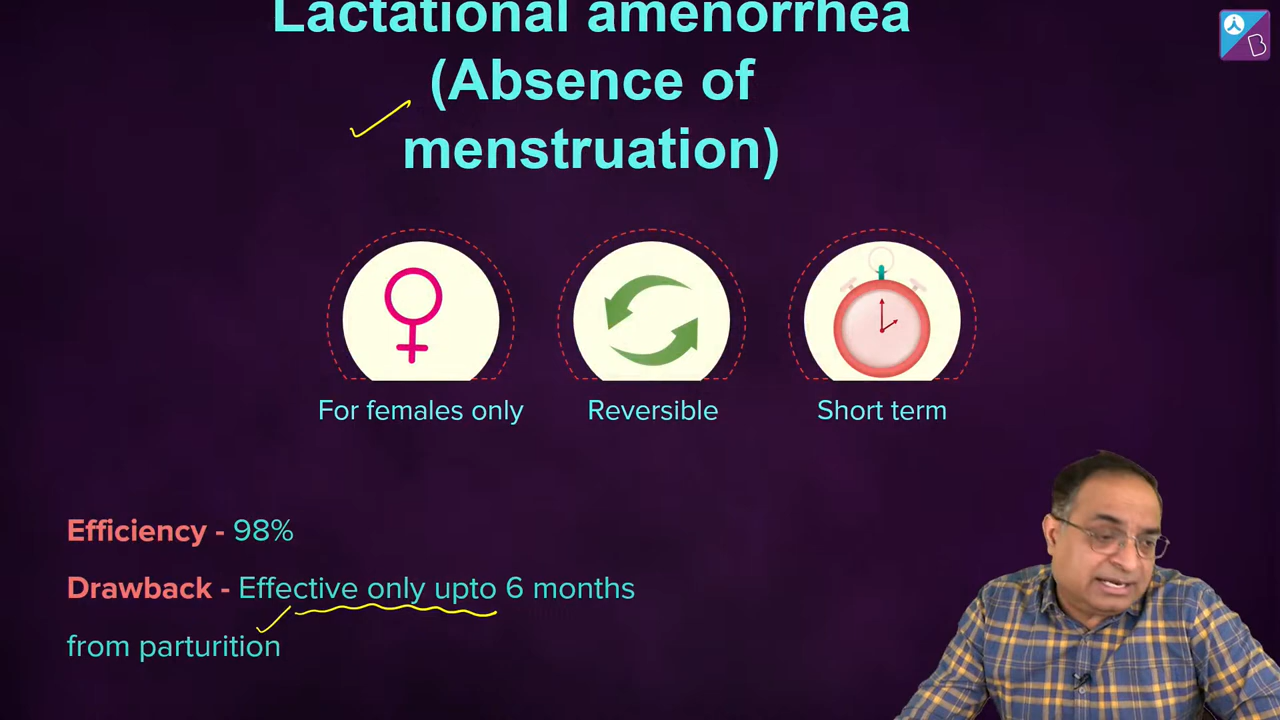 Lactational amenorrhea
(Absence of
menstruation)
For females only
Reversible
Short term
Efficiency - 98%
Drawback - Effective only upto 6 months
from parturition
B